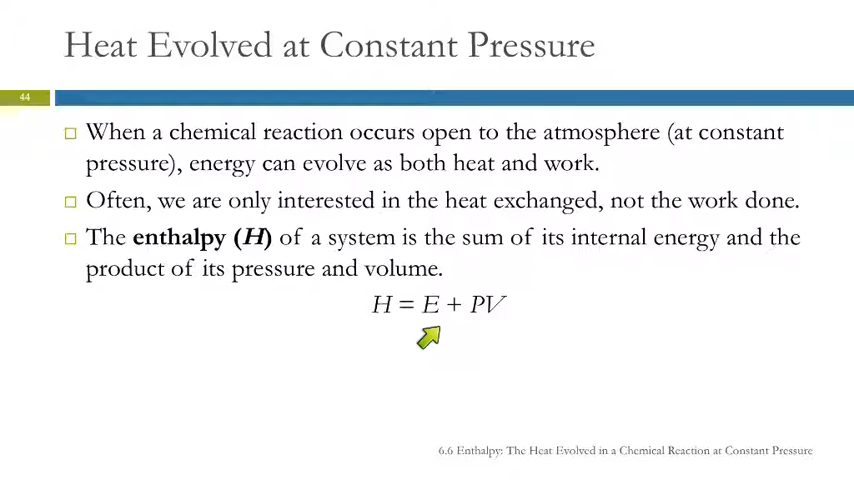 Heat Evolved at Constant Pressure
44
When a chemical reaction occurs open to the atmosphere (at constant
pressure), energy can evolve as both heat and work.
Often, we are only interested in the heat exchanged, not the work done.
The enthalpy (H) of a system is the sum of its internal energy and the
product of its pressure and volume.
H = E + PV
6.6 Enthalpy: The Heat Evolved in a Chemical Reaction at Constant Pressure